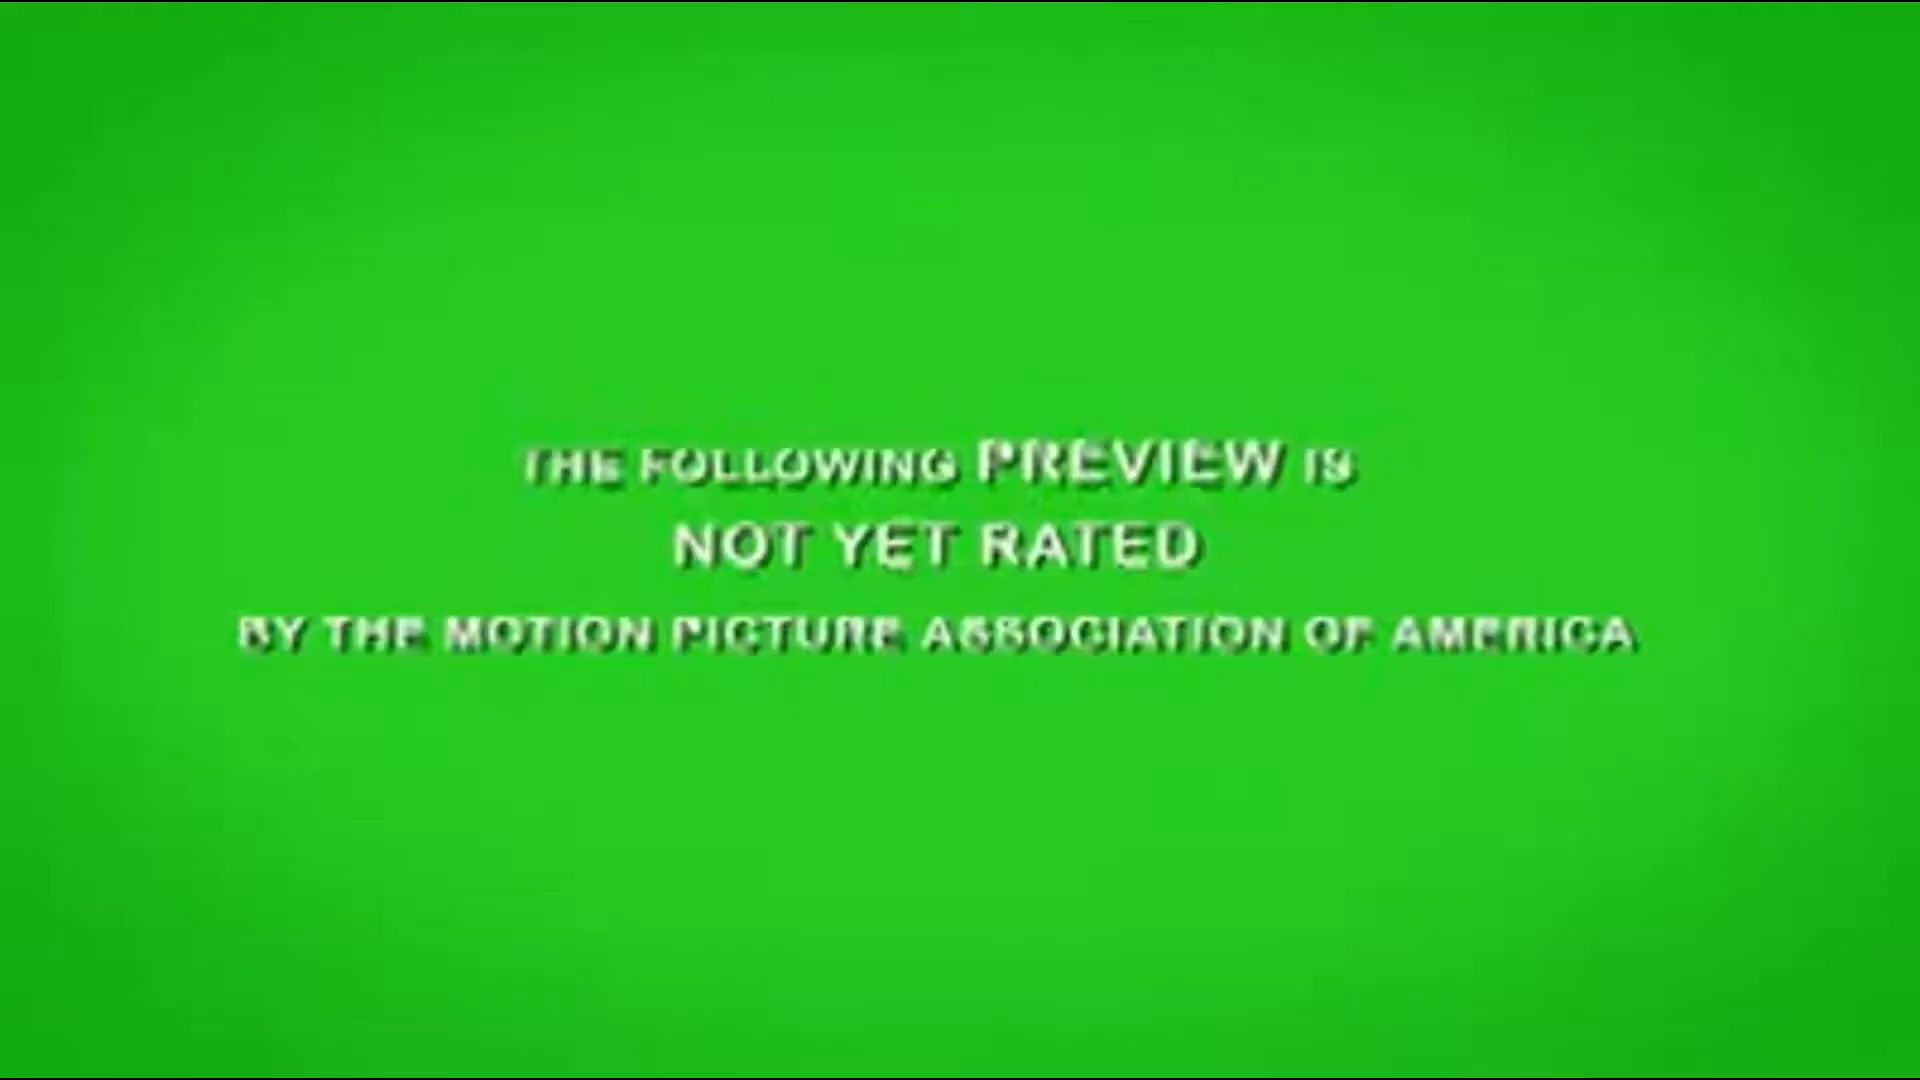 THE FOLLOWING PREVIEW IS
NOT YET RATED
BY THE MOTION PICTURE ASSOCIATION OF AMERICA